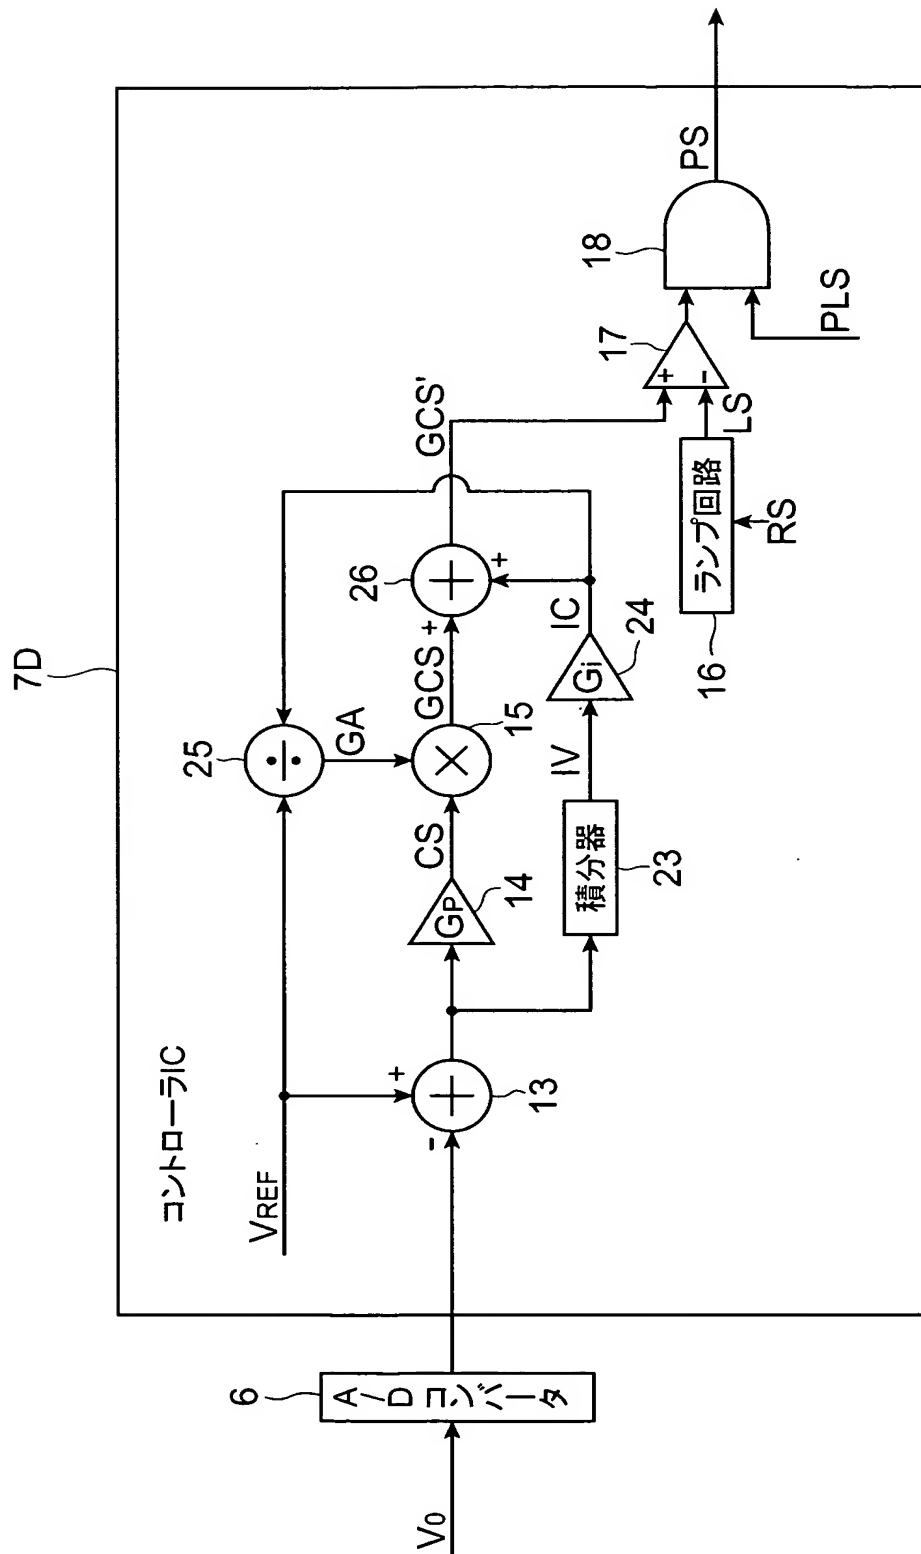 7D
コントローラIC
VREF
25
GA
GCS'
26
GCS
+
+
IC
15
CS
14
GP
IV
Gi
24
積分器
23
+
-
13
6
A/Dコンバータ
V0
17
+
-
LS
ランプ回路
16
RS
18
PLS
PS